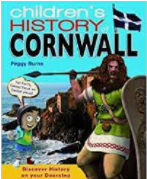 children's
HISTORY of
CORNWALL
Peggy Burns
Discover History
on your Doorstep